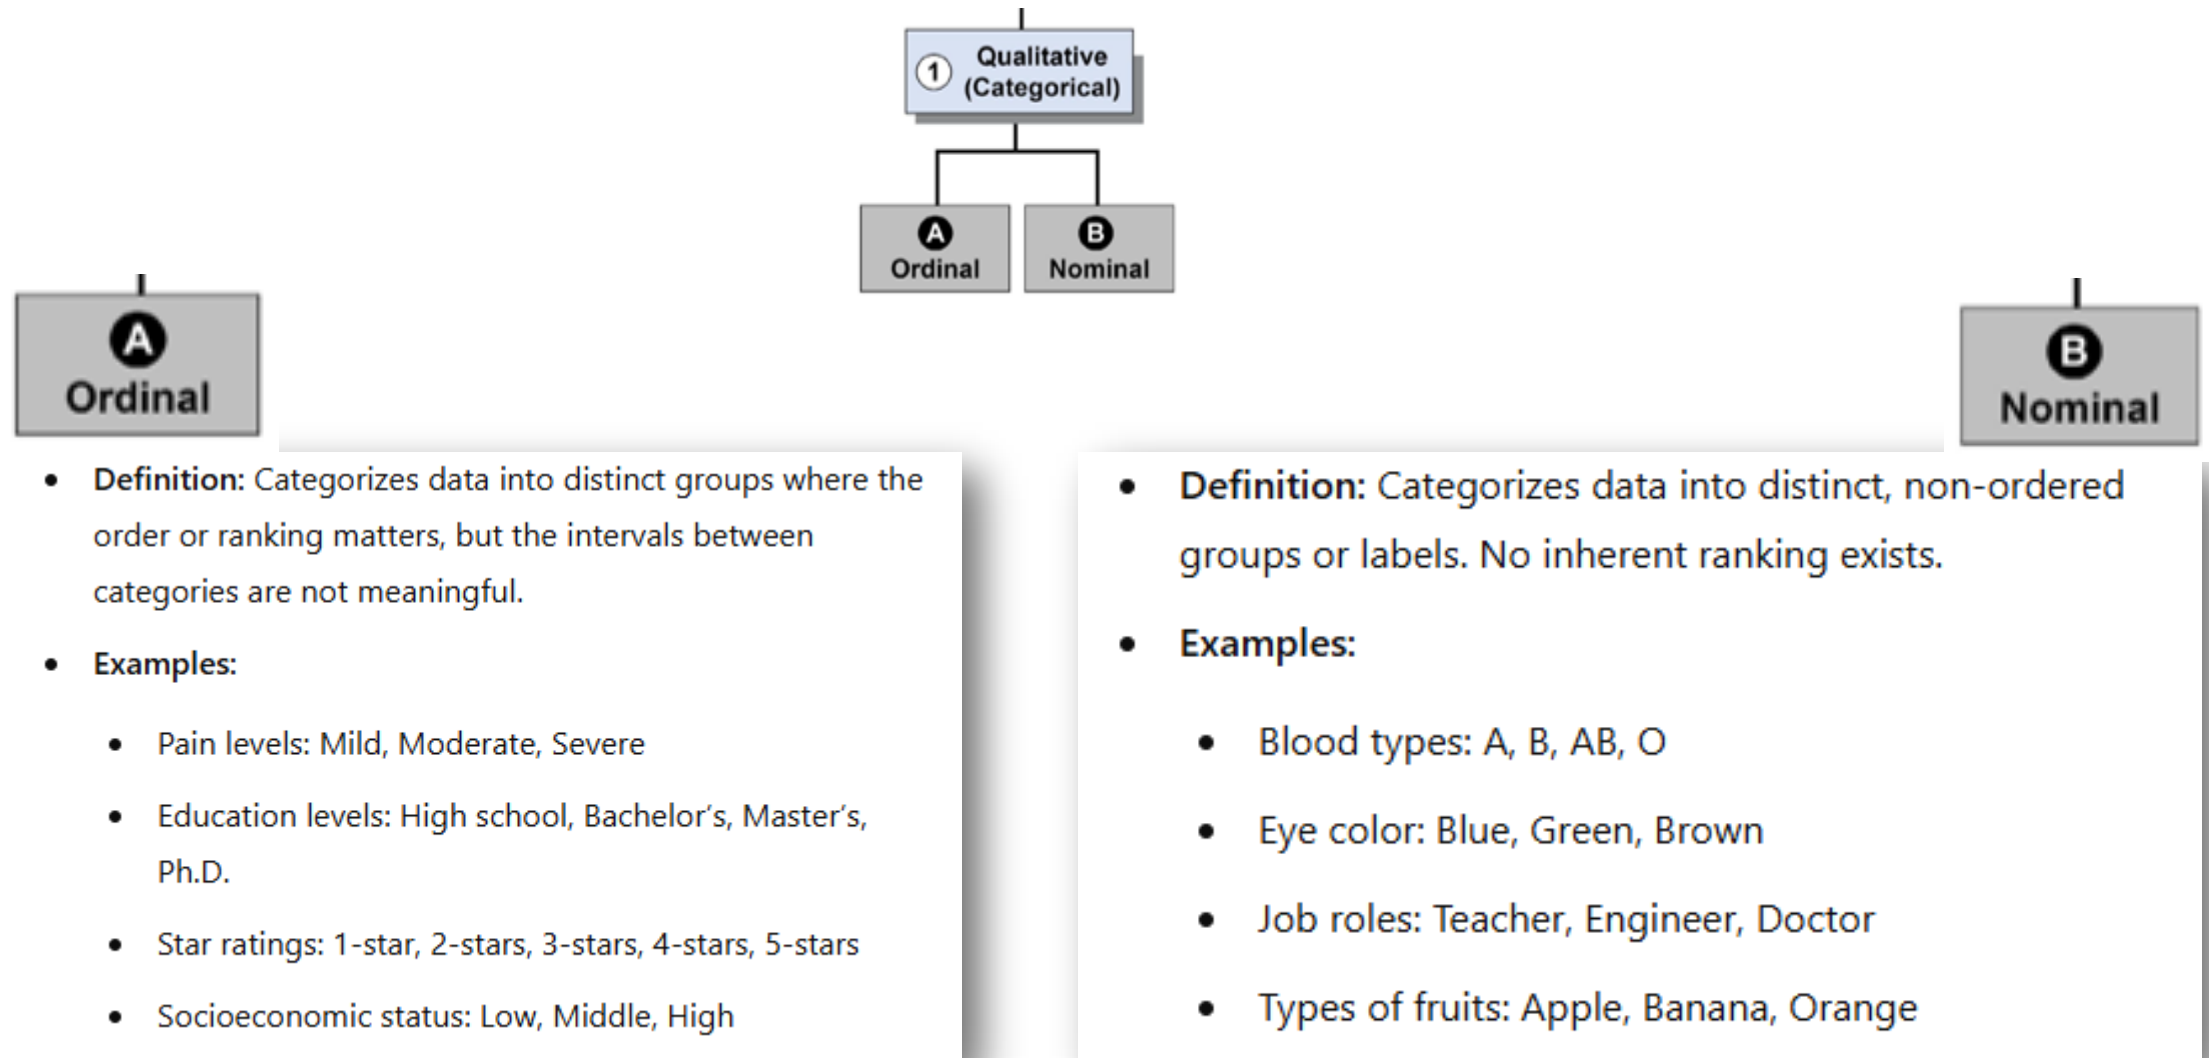 1 Qualitative
(Categorical)
A
Ordinal
B
Nominal
A
Ordinal
• Definition: Categorizes data into distinct groups where the
order or ranking matters, but the intervals between
categories are not meaningful.
• Examples:
• Pain levels: Mild, Moderate, Severe
• Education levels: High school, Bachelor’s, Master’s,
Ph.D.
• Star ratings: 1-star, 2-stars, 3-stars, 4-stars, 5-stars
• Socioeconomic status: Low, Middle, High
B
Nominal
• Definition: Categorizes data into distinct, non-ordered
groups or labels. No inherent ranking exists.
• Examples:
• Blood types: A, B, AB, O
• Eye color: Blue, Green, Brown
• Job roles: Teacher, Engineer, Doctor
• Types of fruits: Apple, Banana, Orange